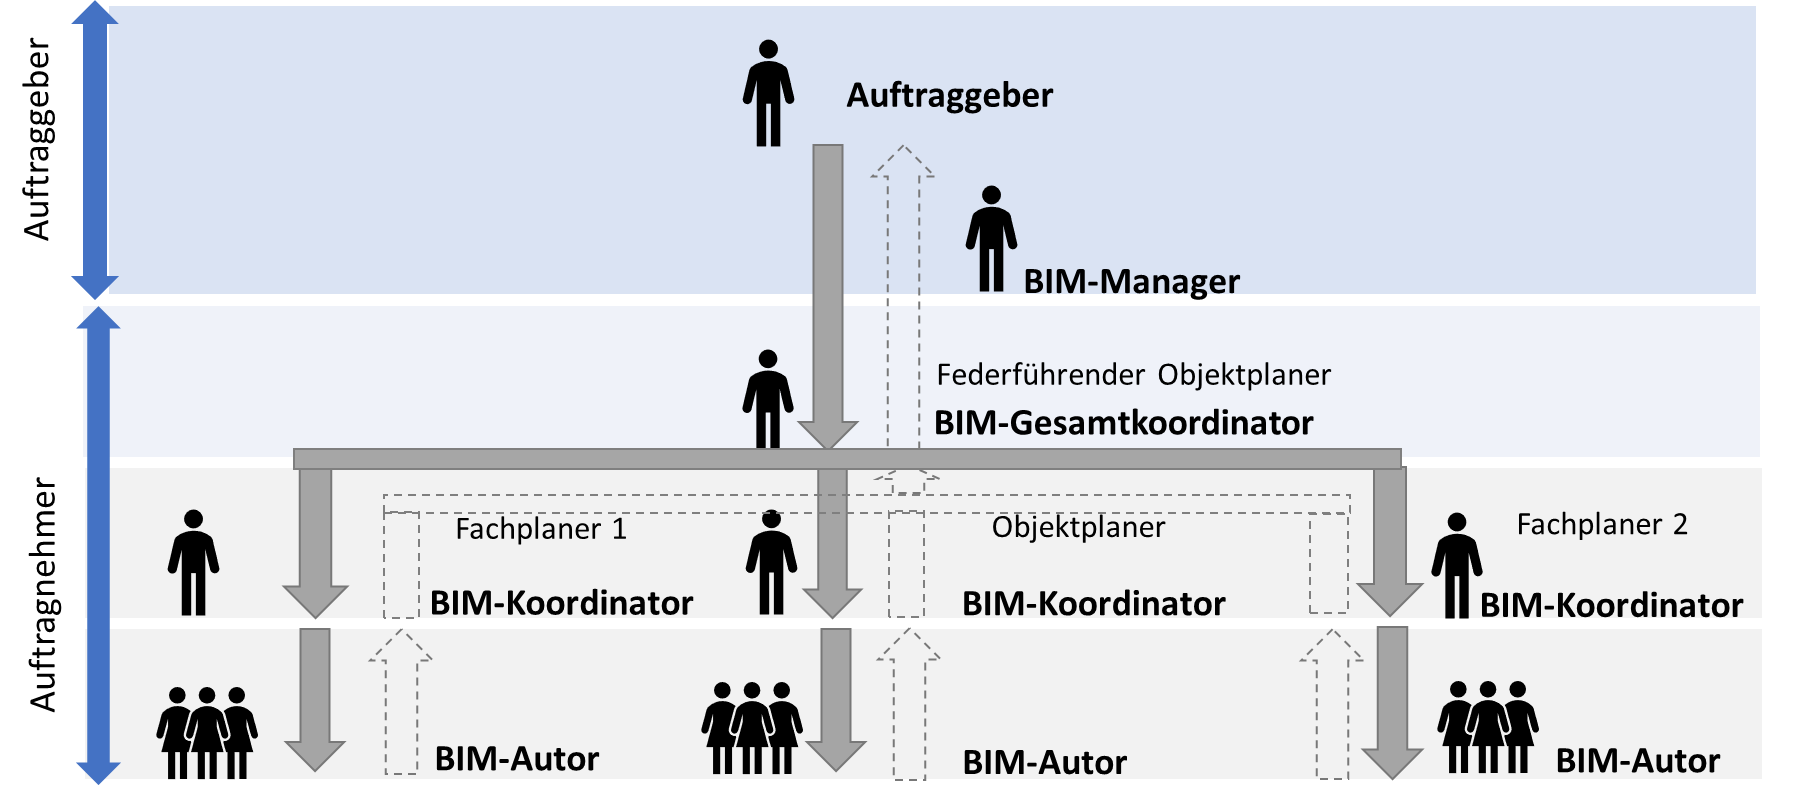 Auftraggeber
Auftraggeber
BIM-Manager
Federführender Objektplaner
BIM-Gesamtkoordinator
Auftragnehmer
Fachplaner 1
BIM-Koordinator
Objektplaner
BIM-Koordinator
Fachplaner 2
BIM-Koordinator
BIM-Autor
BIM-Autor
BIM-Autor